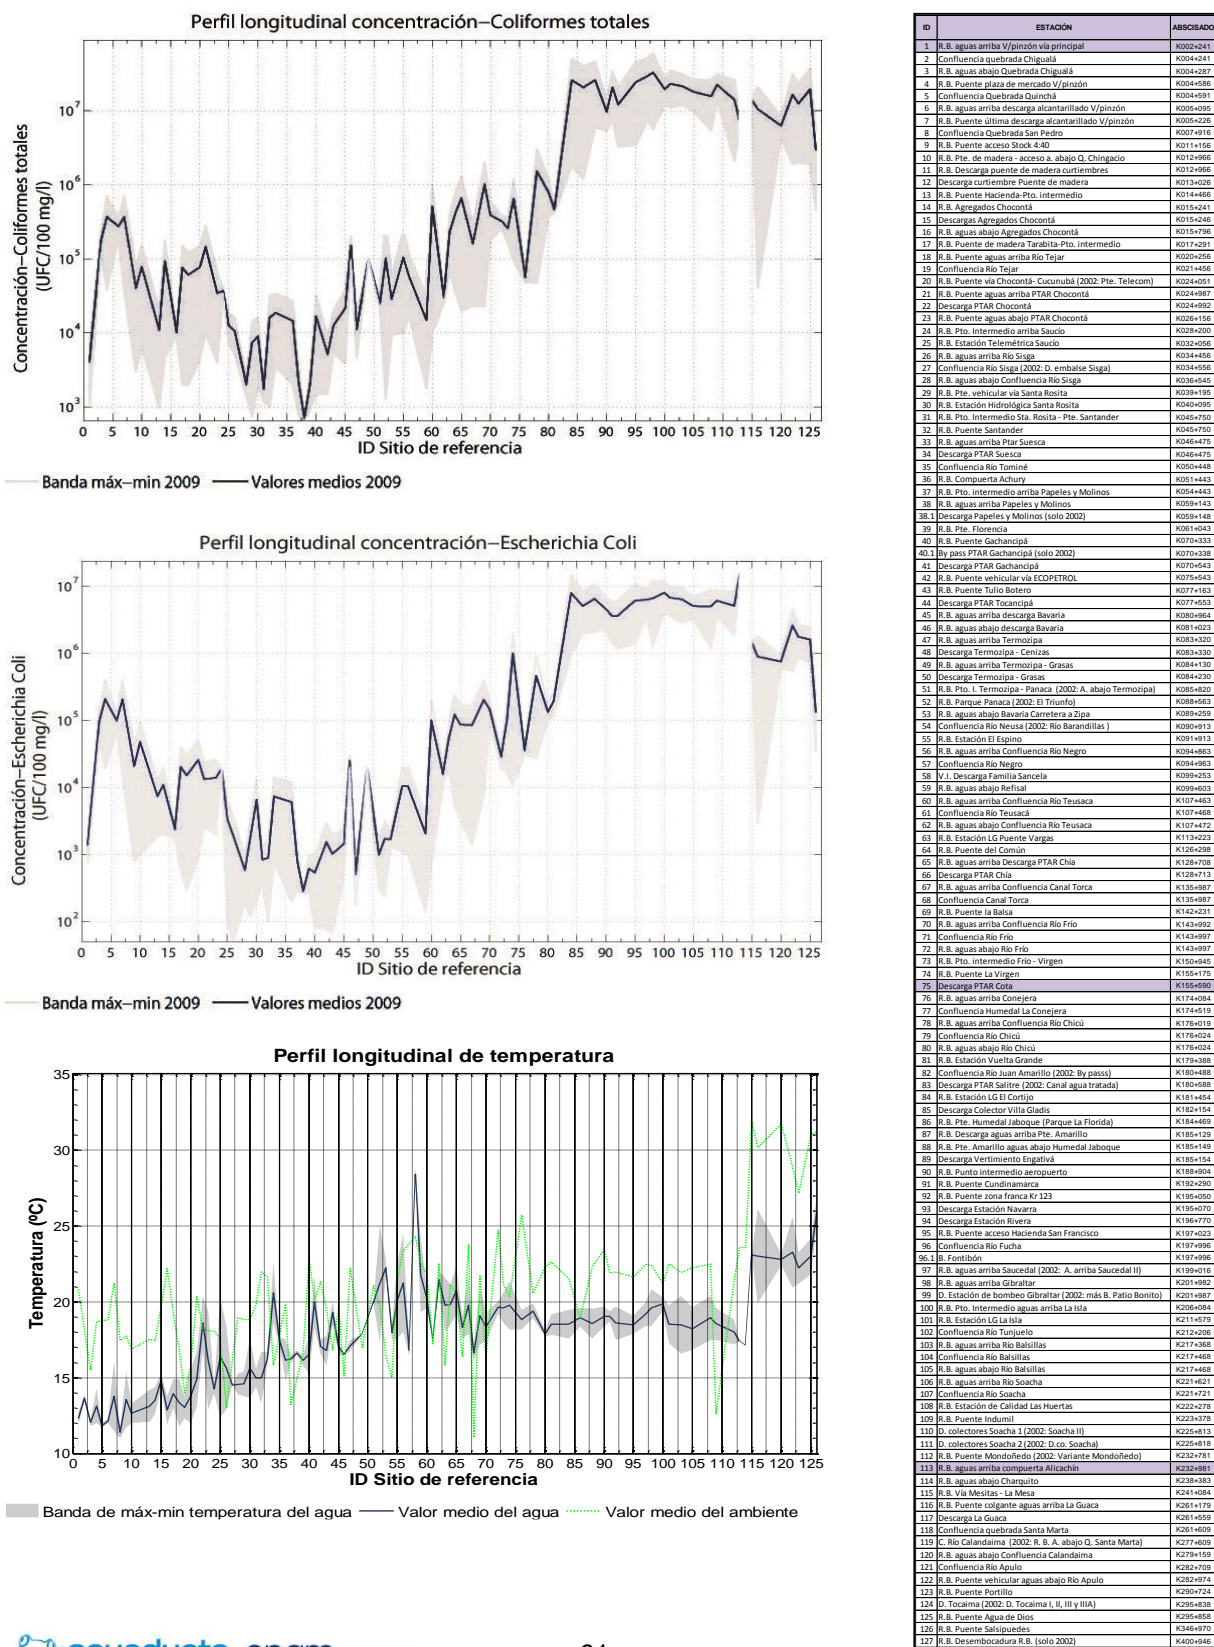 Perfil longitudinal concentración–Coliformes totales
Concentración–Coliformes totales
(UFC/100 mg/l)
10⁷
10⁶
10⁵
10⁴
10³
0 5 10 15 20 25 30 35 40 45 50 55 60 65 70 75 80 85 90 95 100 105 110 115 120 125
ID Sitio de referencia
Banda máx–min 2009 Valores medios 2009
Perfil longitudinal concentración–Escherichia Coli
Concentración–Escherichia Coli
(UFC/100 mg/l)
10⁷
10⁶
10⁵
10⁴
10³
10²
0 5 10 15 20 25 30 35 40 45 50 55 60 65 70 75 80 85 90 95 100 105 110 115 120 125
ID Sitio de referencia
Banda máx–min 2009 Valores medios 2009
Perfil longitudinal de temperatura
Temperatura (ºC)
35
30
25
20
15
10
0 5 10 15 20 25 30 35 40 45 50 55 60 65 70 75 80 85 90 95 100 105 110 115 120 125
ID Sitio de referencia
Banda de máx-min temperatura del agua Valor medio del agua Valor medio del ambiente
ID ESTACIÓN ABSCISADO
1 R.B. aguas arriba V/pinzón vía principal K002+241
2 Confluencia quebrada Chigualá K004+241
3 R.B. aguas abajo Quebrada Chigualá K004+287
4 R.B. Puente plaza de mercado V/pinzón K004+586
5 Confluencia Quebrada Quinchá K004+591
6 R.B. aguas arriba descarga alcantarillado V/pinzón K005+095
7 R.B. Puente última descarga alcantarillado V/pinzón K005+226
8 Confluencia Quebrada San Pedro K007+916
9 R.B. Puente acceso Stock 4:40 K011+156
10 R.B. Pte. de madera - acceso a. abajo Q. Chingacio K012+966
11 R.B. Descarga puente de madera curtiembres K012+966
12 Descarga curtiembre Puente de madera K013+026
13 R.B. Puente Hacienda-Pto. intermedio K014+466
14 R.B. Agregados Chocontá K015+241
15 Descargas Agregados Chocontá K015+246
16 R.B. aguas abajo Agregados Chocontá K015+796
17 R.B. Puente de madera Tarabita-Pto. intermedio K017+291
18 R.B. Puente aguas arriba Río Tejar K020+256
19 Confluencia Río Tejar K021+456
20 R.B. Puente vía Chocontá- Cucunubá (2002: Pte. Telecom) K024+051
21 R.B. Puente aguas arriba PTAR Chocontá K024+987
22 Descarga PTAR Chocontá K024+992
23 R.B. Puente aguas abajo PTAR Chocontá K026+156
24 R.B. Pto. Intermedio arriba Saucío K028+200
25 R.B. Estación Telemétrica Saucío K032+056
26 R.B. aguas arriba Río Sisga K034+456
27 Confluencia Río Sisga (2002: D. embalse Sisga) K034+556
28 R.B. aguas abajo Confluencia Río Sisga K036+545
29 R.B. Pte. vehicular vía Santa Rosita K039+195
30 R.B. Estación Hidrológica Santa Rosita K040+095
31 R.B. Pto. Intermedio Sta. Rosita - Pte. Santander K045+750
32 R.B. Puente Santander K045+750
33 R.B. aguas arriba Ptar Suesca K046+475
34 Descarga PTAR Suesca K046+475
35 Confluencia Río Tominé K050+448
36 R.B. Compuerta Achury K051+443
37 R.B. Pto. intermedio arriba Papeles y Molinos K054+443
38 R.B. aguas arriba Papeles y Molinos K059+143
38.1 Descarga Papeles y Molinos (solo 2002) K059+148
39 R.B. Pte. Florencia K061+043
40 R.B. Puente Gachancipá K070+333
40.1 By pass PTAR Gachancipá (solo 2002) K070+338
41 Descarga PTAR Gachancipá K070+543
42 R.B. Puente vehicular vía ECOPETROL K075+543
43 R.B. Puente Tulio Botero K077+163
44 Descarga PTAR Tocancipá K077+553
45 R.B. aguas arriba descarga Bavaria K080+964
46 R.B. aguas abajo descarga Bavaria K081+023
47 R.B. aguas arriba Termozipa K083+320
48 Descarga Termozipa - Cenizas K083+330
49 R.B. aguas arriba Termozipa - Grasas K084+130
50 Descarga Termozipa - Grasas K084+230
51 R.B. Pto. I. Termozipa - Panaca (2002: A. abajo Termozipa) K085+820
52 R.B. Parque Panaca (2002: El Triunfo) K088+563
53 R.B. aguas abajo Bavaria Carretera a Zipa K089+259
54 Confluencia Río Neusa (2002: Río Barandillas ) K090+913
55 R.B. Estación El Espino K091+913
56 R.B. aguas arriba Confluencia Río Negro K094+863
57 Confluencia Río Negro K094+963
58 V.I. Descarga Familia Sancela K099+253
59 R.B. aguas abajo Refisal K099+603
60 R.B. aguas arriba Confluencia Río Teusaca K107+463
61 Confluencia Río Teusacá K107+468
62 R.B. aguas abajo Confluencia Río Teusaca K107+472
63 R.B. Estación LG Puente Vargas K113+223
64 R.B. Puente del Común K126+298
65 R.B. aguas arriba Descarga PTAR Chía K128+708
66 Descarga PTAR Chía K128+713
67 R.B. aguas arriba Confluencia Canal Torca K135+987
68 Confluencia Canal Torca K135+987
69 R.B. Puente la Balsa K142+231
70 R.B. aguas arriba Confluencia Río Frío K143+992
71 Confluencia Río Frío K143+997
72 R.B. aguas abajo Río Frío K143+997
73 R.B. Pto. intermedio Frío - Virgen K150+945
74 R.B. Puente La Virgen K155+175
75 Descarga PTAR Cota K155+590
76 R.B. aguas arriba Conejera K174+084
77 Confluencia Humedal La Conejera K174+519
78 R.B. aguas arriba Confluencia Río Chicú K176+019
79 Confluencia Río Chicú K176+024
80 R.B. aguas abajo Río Chicú K176+024
81 R.B. Estación Vuelta Grande K179+388
82 Confluencia Río Juan Amarillo (2002: By passs) K180+488
83 Descarga PTAR Salitre (2002: Canal agua tratada) K180+588
84 R.B. Estación LG El Cortijo K181+454
85 Descarga Colector Villa Gladis K182+154
86 R.B. Pte. Humedal Jaboque (Parque La Florida) K184+469
87 R.B. Descarga aguas arriba Pte. Amarillo K185+129
88 R.B. Pte. Amarillo aguas abajo Humedal Jaboque K185+149
89 Descarga Vertimiento Engativá K185+154
90 R.B. Punto intermedio aeropuerto K188+904
91 R.B. Puente Cundinamarca K192+290
92 R.B. Puente zona franca Kr 123 K195+050
93 Descarga Estación Navarra K195+070
94 Descarga Estación Rivera K196+770
95 R.B. Puente acceso Hacienda San Francisco K197+023
96 Confluencia Río Fucha K197+996
96.1 B. Fontibón K197+996
97 R.B. aguas arriba Saucedal (2002: A. arriba Saucedal II) K199+016
98 R.B. aguas arriba Gibraltar K201+982
99 D. Estación de bombeo Gibraltar (2002: más B. Patio Bonito) K201+987
100 R.B. Pto. Intermedio aguas arriba La Isla K206+084
101 R.B. Estación LG La Isla K211+579
102 Confluencia Río Tunjuelo K212+206
103 R.B. aguas arriba Río Balsillas K217+368
104 Confluencia Río Balsillas K217+468
105 R.B. aguas abajo Río Balsillas K217+468
106 R.B. aguas arriba Río Soacha K221+621
107 Confluencia Río Soacha K221+721
108 R.B. Estación de Calidad Las Huertas K222+278
109 R.B. Puente Indumil K223+378
110 D. colectores Soacha 1 (2002: Soacha II) K225+813
111 D. colectores Soacha 2 (2002: D.co. Soacha) K225+818
112 R.B. Puente Mondoñedo (2002: Variante Mondoñedo) K232+781
113 R.B. aguas arriba compuerta Alicachín K232+981
114 R.B. aguas abajo Charquito K238+383
115 R.B. Vía Mesitas - La Mesa K241+084
116 R.B. Puente colgante aguas arriba La Guaca K261+179
117 Descarga La Guaca K261+559
118 Confluencia quebrada Santa Marta K261+609
119 C. Río Calandaima (2002: R. B. A. abajo Q. Santa Marta) K277+609
120 R.B. aguas abajo Confluencia Calandaima K279+159
121 Confluencia Río Apulo K282+709
122 R.B. Puente vehicular aguas abajo Río Apulo K282+974
123 R.B. Puente Portillo K290+724
124 D. Tocaima (2002: D. Tocaima I, II, III y IIIA) K295+838
125 R.B. Puente Agua de Dios K295+858
126 R.B. Puente Salsipuedes K346+970
127 R.B. Desembocadura R.B. (solo 2002) K400+946